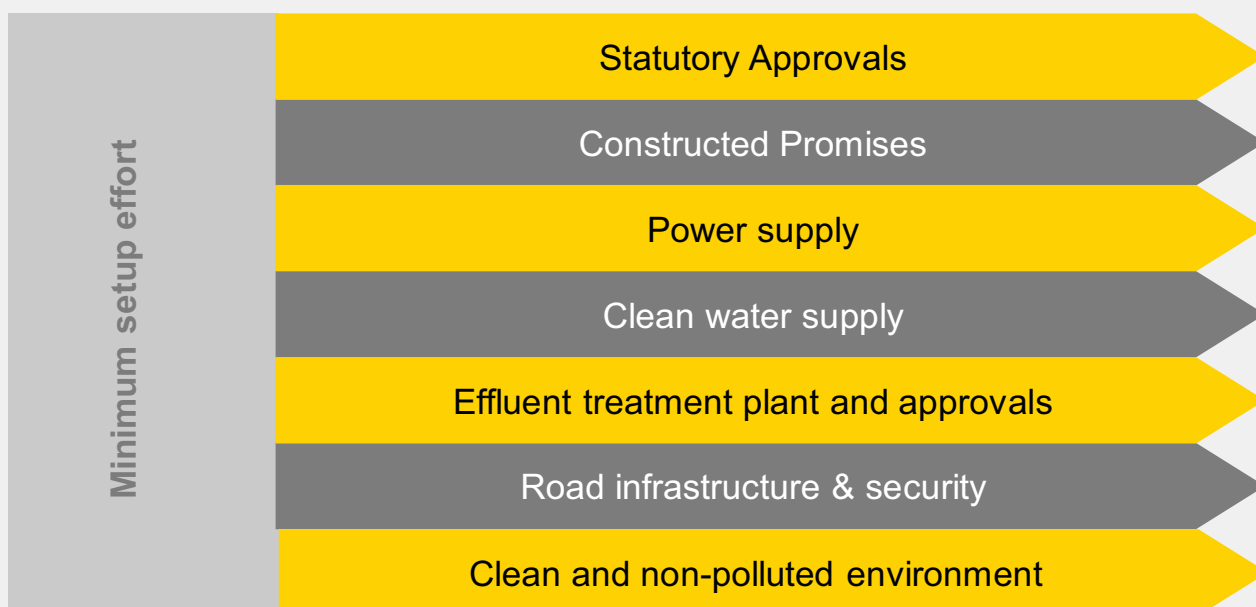 Minimum setup effort
Statutory Approvals
Constructed Promises
Power supply
Clean water supply
Effluent treatment plant and approvals
Road infrastructure & security
Clean and non-polluted environment